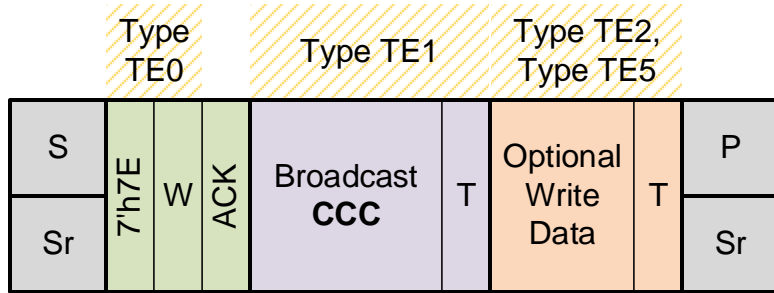 Type
TE0
Type TE1
Type TE2,
Type TE5
S
Sr
7'h7E
W
ACK
Broadcast
CCC
T
Optional
Write
Data
T
P
Sr